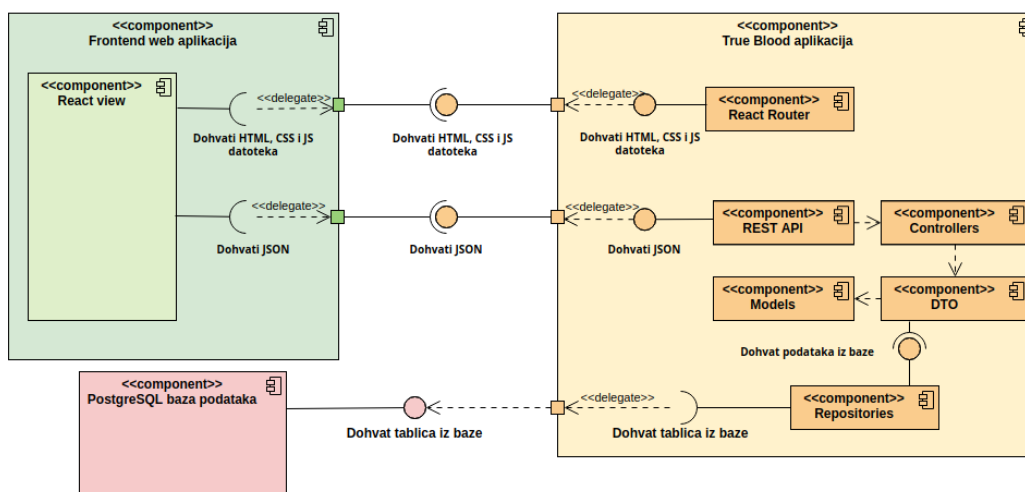 <<component>>
Frontend web aplikacija
<<component>>
React view
<<delegate>>
Dohvati HTML, CSS i JS
datoteka
<<delegate>>
Dohvati JSON
Dohvati HTML, CSS i JS
datoteka
Dohvati JSON
<<component>>
True Blood aplikacija
<<delegate>>
Dohvati HTML, CSS i JS
datoteka
<<component>>
React Router
<<delegate>>
Dohvati JSON
<<component>>
REST API
<<component>>
Controllers
<<component>>
Models
<<component>>
DTO
Dohvat podataka iz baze
<<component>>
Repositories
<<delegate>>
Dohvat tablica iz baze
Dohvat tablica iz baze
<<component>>
PostgreSQL baza podataka